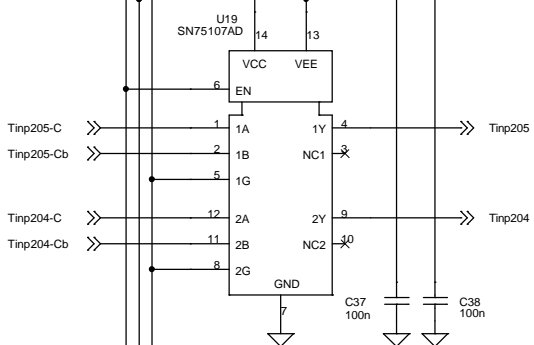 U19
SN75107AD
14
13
VCC
VEE
6
EN
Tinp205-C
1
1A
1Y
4
Tinp205
Tinp205-Cb
2
1B
NC1
3
5
1G
Tinp204-C
12
2A
2Y
9
Tinp204
Tinp204-Cb
11
2B
NC2
10
8
2G
GND
7
C37
100n
C38
100n